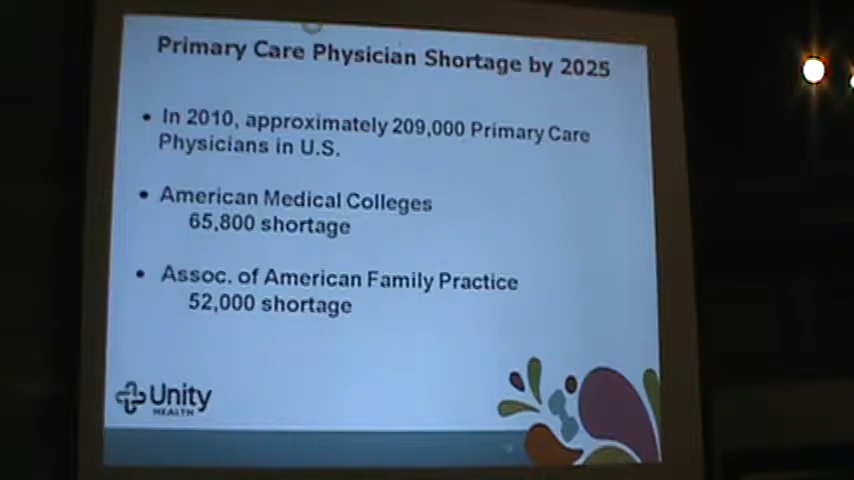 Primary Care Physician Shortage by 2025
• In 2010, approximately 209,000 Primary Care
Physicians in U.S.
• American Medical Colleges
65,800 shortage
• Assoc. of American Family Practice
52,000 shortage
Unity
HEALTH